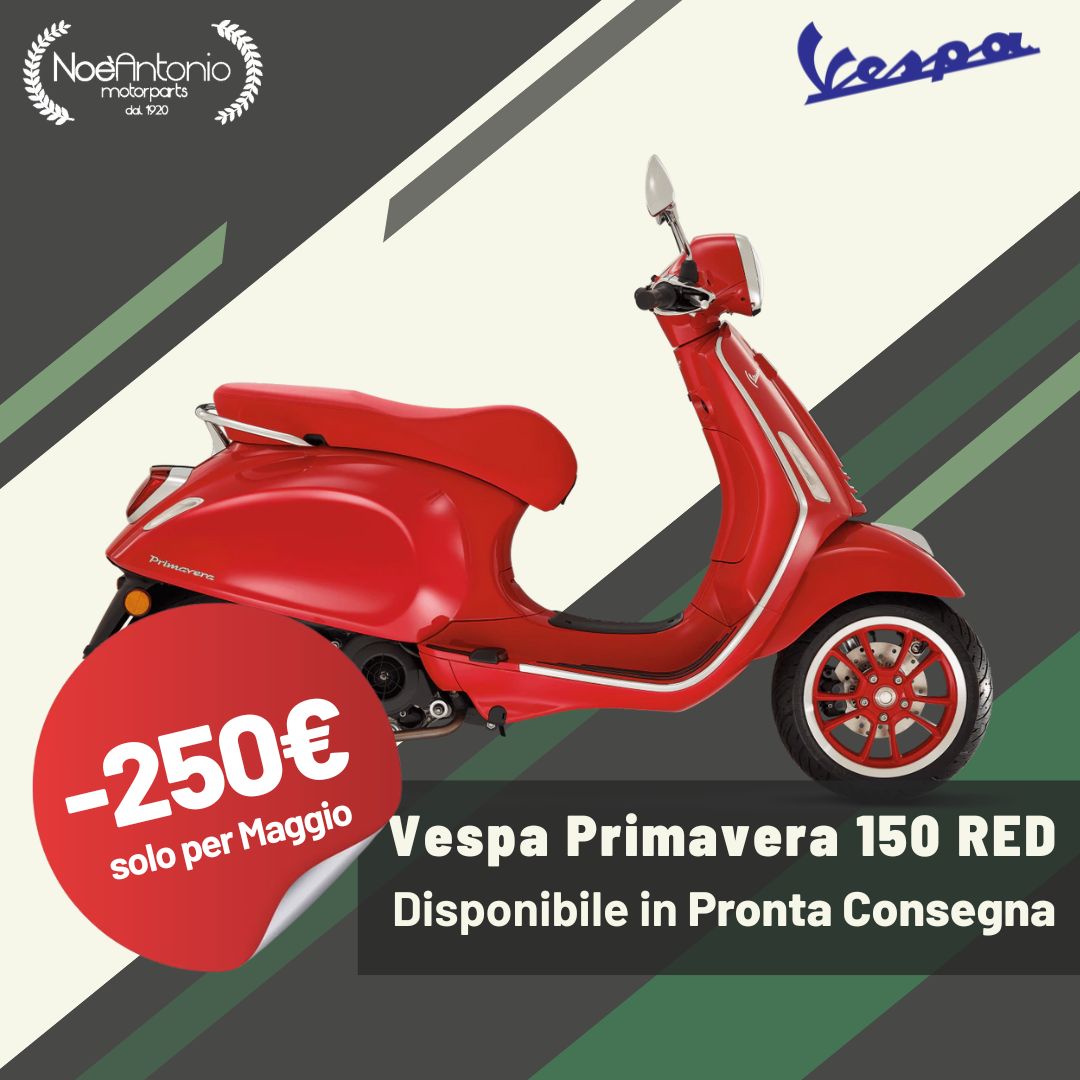 NoèAntonio
motorparts
dal 1920
Vespa
Primavera
-250€
solo per Maggio
Vespa Primavera 150 RED
Disponibile in Pronta Consegna